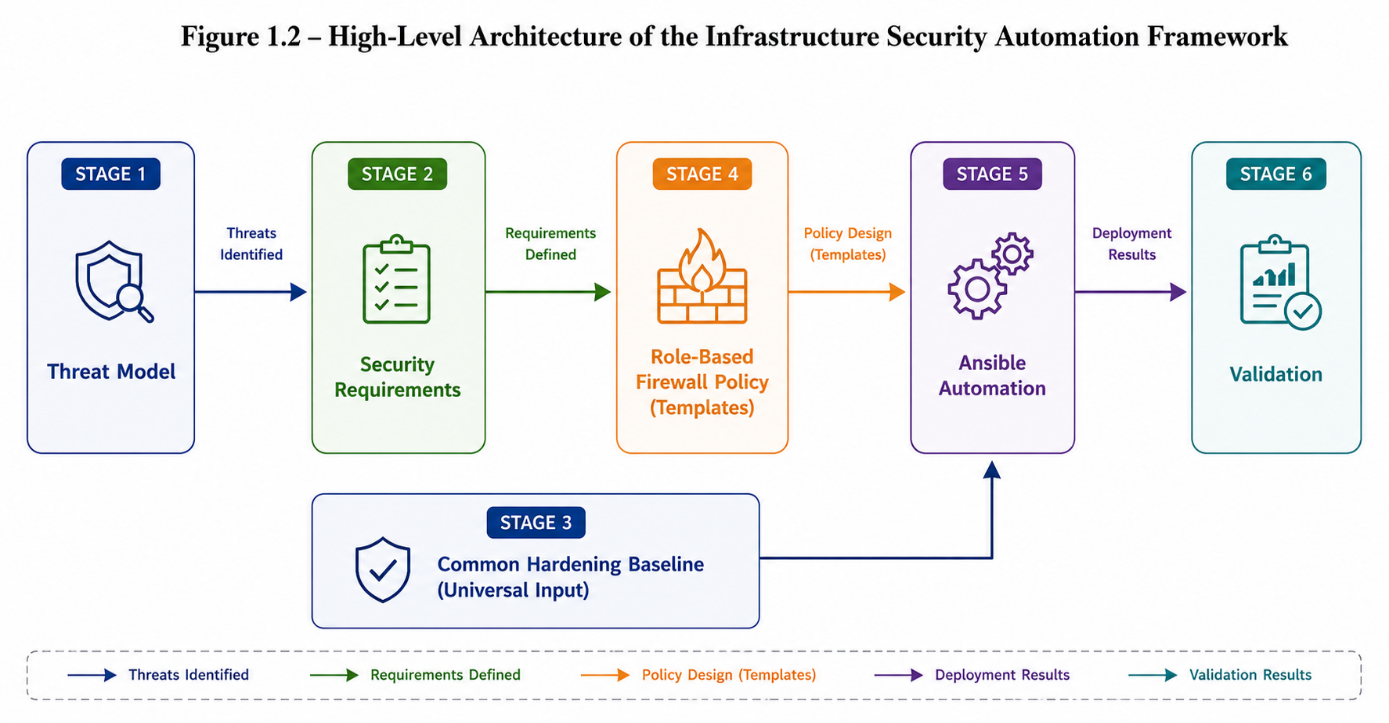 Figure 1.2 – High-Level Architecture of the Infrastructure Security Automation Framework
STAGE 1
Threat Model
Threats
Identified
STAGE 2
Security
Requirements
Requirements
Defined
STAGE 4
Role-Based
Firewall Policy
(Templates)
Policy Design
(Templates)
STAGE 5
Ansible
Automation
Deployment
Results
STAGE 6
Validation
STAGE 3
Common Hardening Baseline
(Universal Input)
Threats Identified
Requirements Defined
Policy Design (Templates)
Deployment Results
Validation Results